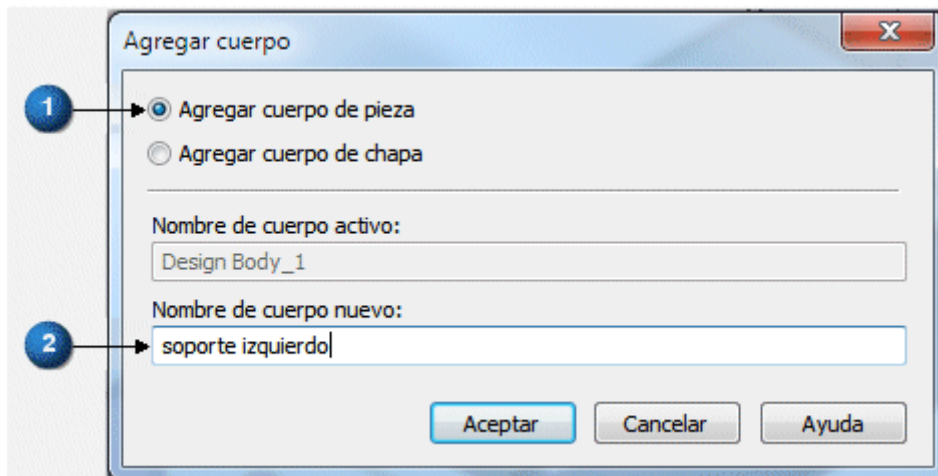 Agregar cuerpo
1
Agregar cuerpo de pieza
Agregar cuerpo de chapa
Nombre de cuerpo activo:
Design Body_1
Nombre de cuerpo nuevo:
2
soporte izquierdo
Aceptar Cancelar Ayuda